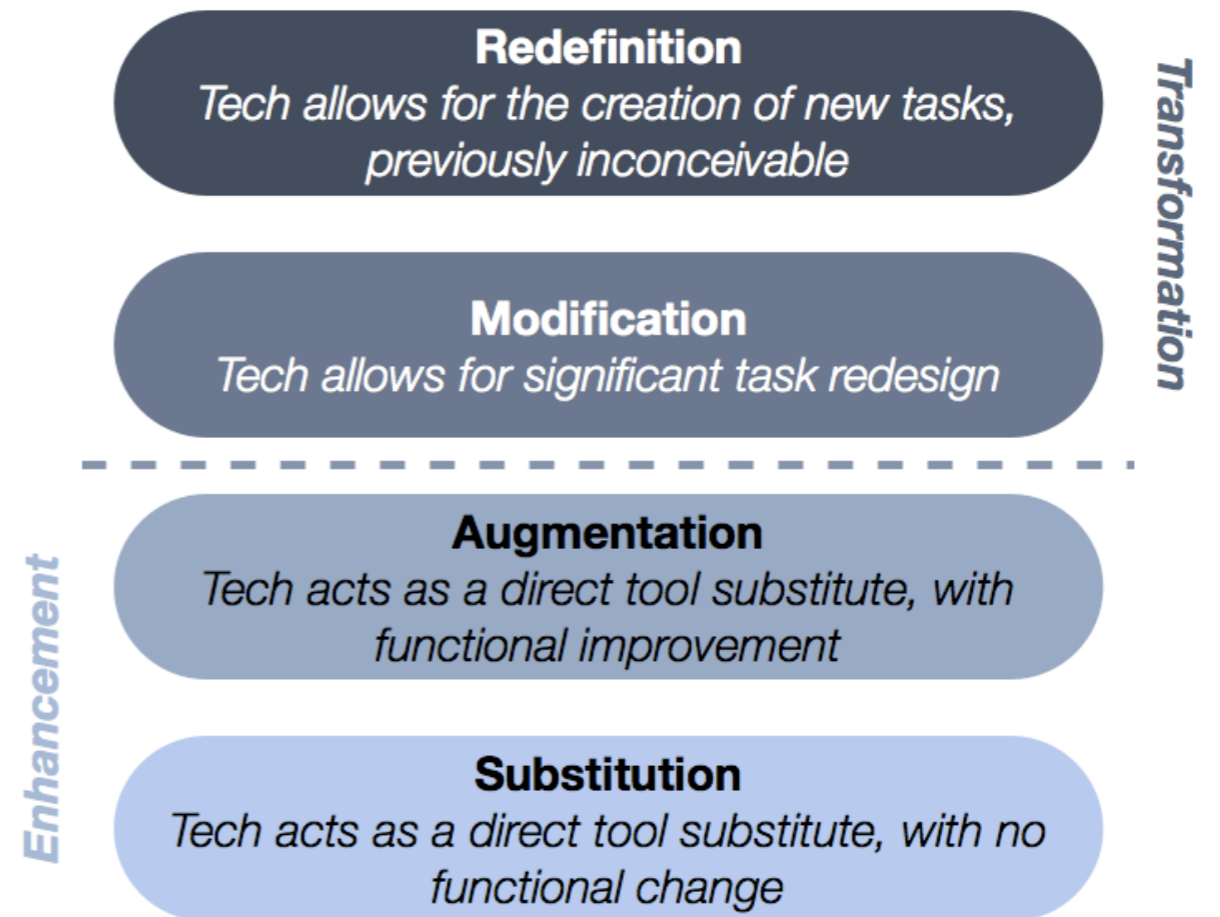 Redefinition
Tech allows for the creation of new tasks,
previously inconceivable
Transformation
Modification
Tech allows for significant task redesign
Augmentation
Tech acts as a direct tool substitute, with
functional improvement
Enhancement
Substitution
Tech acts as a direct tool substitute, with no
functional change